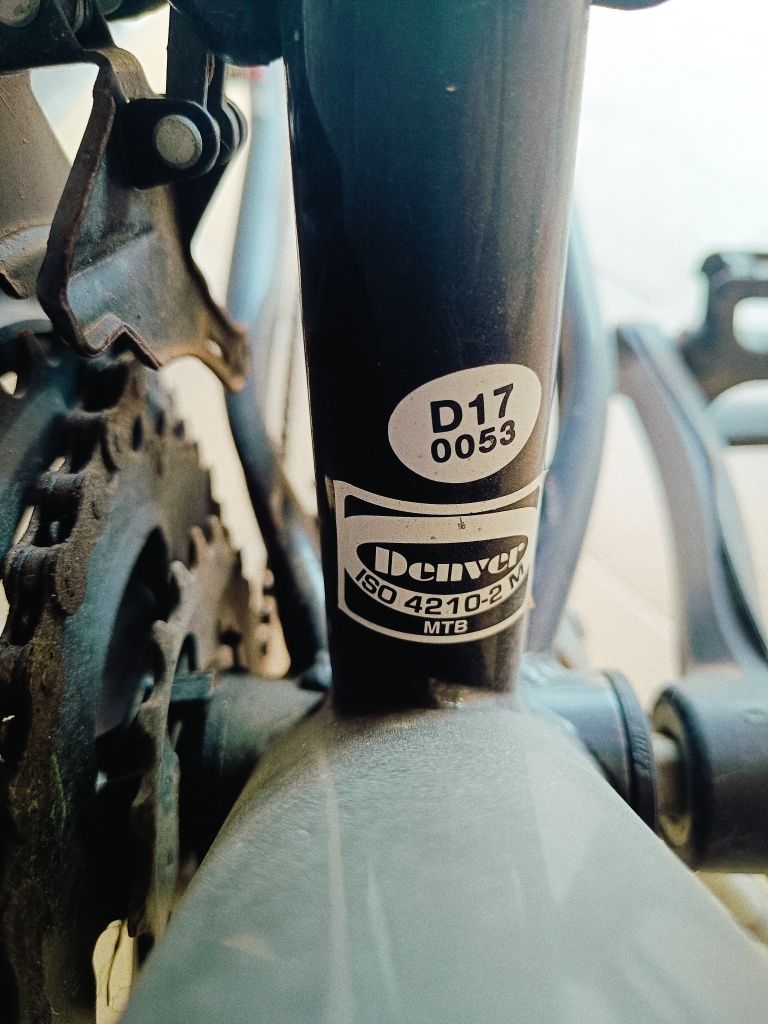 D17
0053
Denver
ISO 4210-2 M
MTB